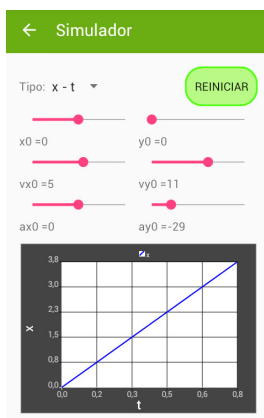 Simulador
Tipo: x - t
REINICIAR
x0 =0
y0 =0
vx0 =5
vy0 =11
ax0 =0
ay0 =-29
x
3,8
3,0
2,3
1,5
0,8
0,0
x
0,0 0,2 0,3 0,5 0,6 0,8
t